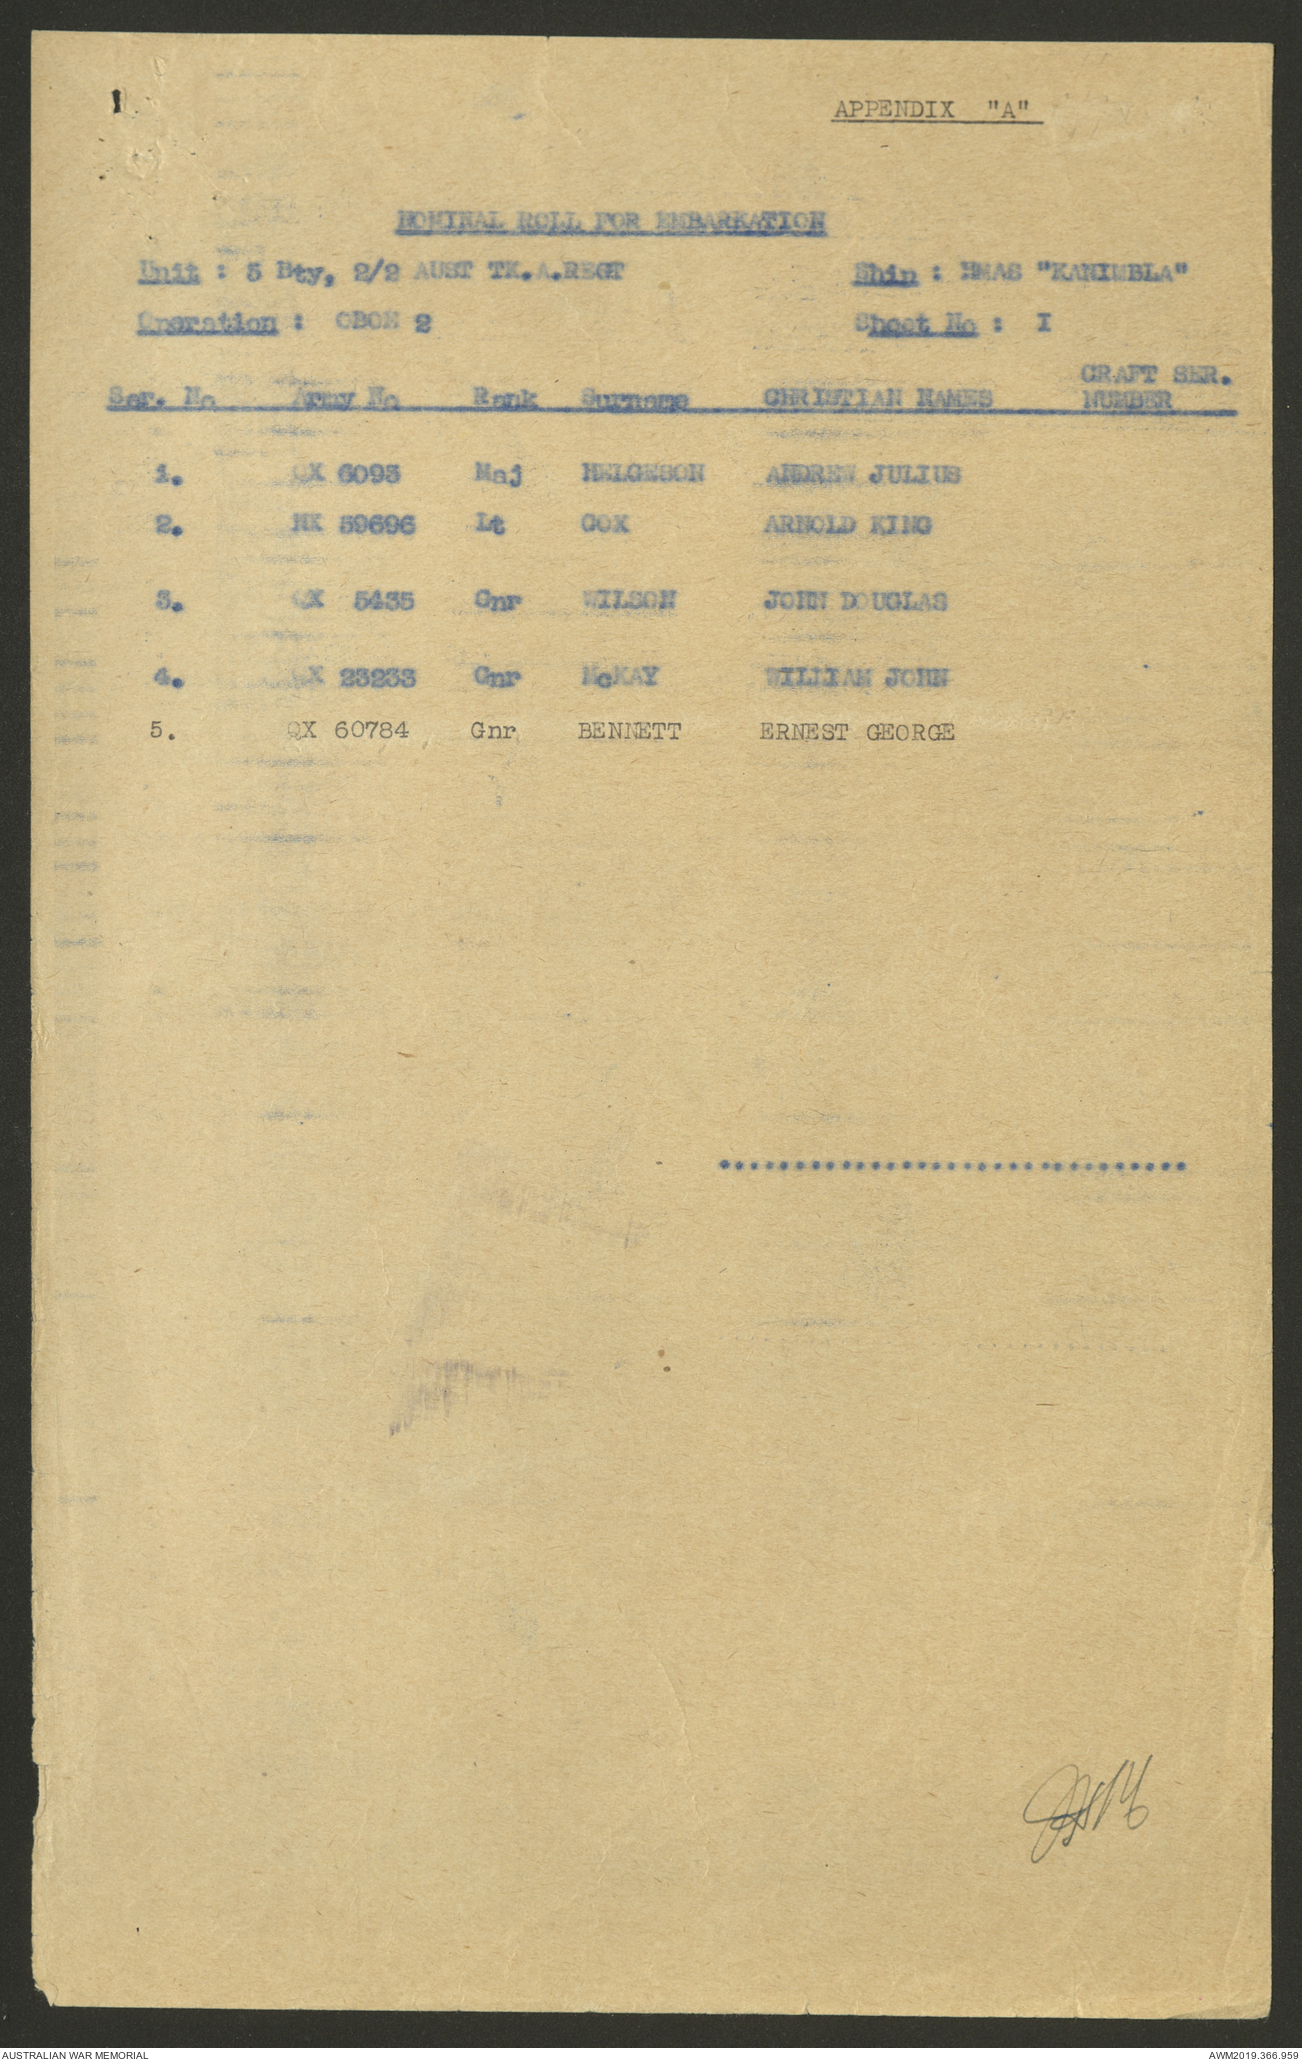 APPENDIX "A"
NOMINAL ROLL FOR EMBARKATION
Unit : 5 Bty, 2/2 AUST TK.A.REGT Ship : HMAS "KANIMBLA"
Operation : OBOE 2 Sheet No : I
CRAFT SER.
Ser. No Army No Rank Surname CHRISTIAN NAMES NUMBER
1. QX 6093 Maj HELGESON ANDREW JULIUS
2. NX 59696 Lt COX ARNOLD KING
3. QX 5435 Gnr WILSON JOHN DOUGLAS
4. QX 23233 Gnr McKAY WILLIAM JOHN
5. QX 60784 Gnr BENNETT ERNEST GEORGE
...............................
AUSTRALIAN WAR MEMORIAL AWM2019.366.959